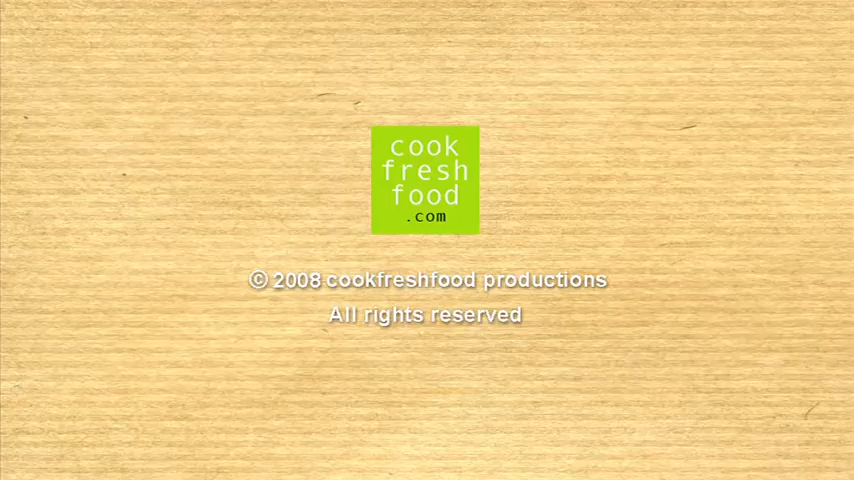 cook
fresh
food
.com
© 2008 cookfreshfood productions
All rights reserved